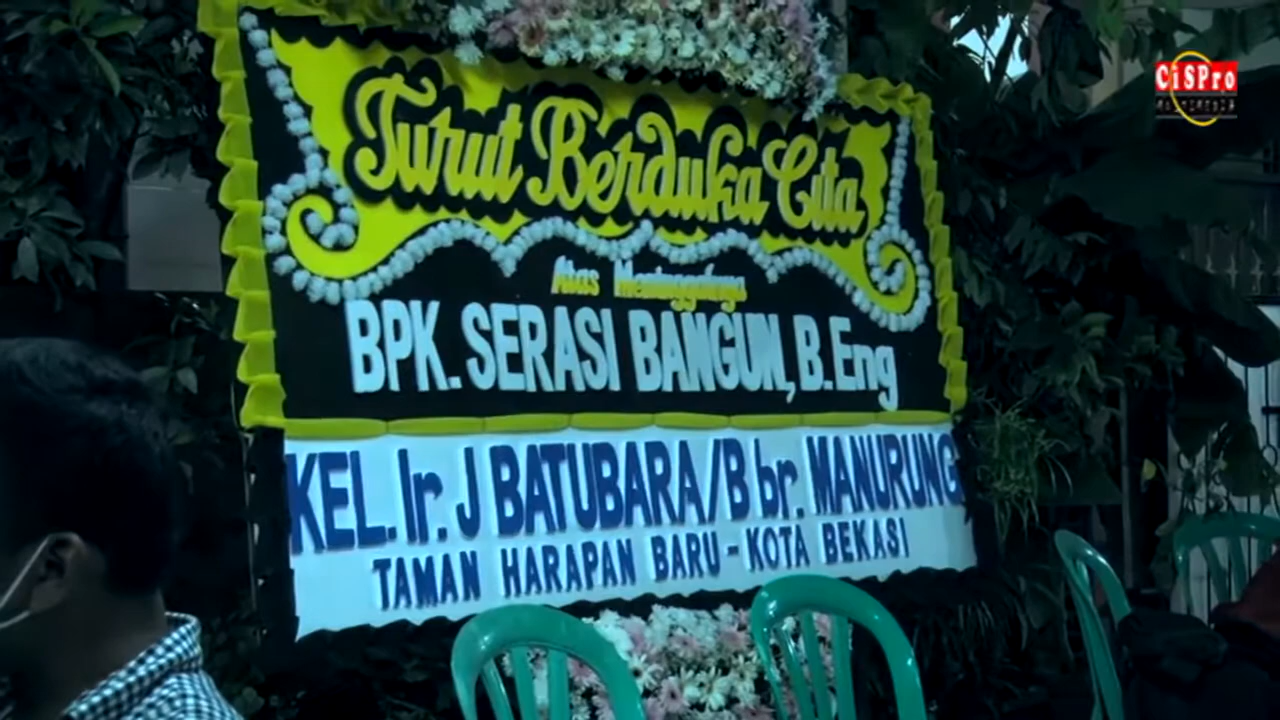 CiSPro
Turut Berduka Cita
Atas Meninggalnya
BPK. SERASI BANGUN, B.Eng
KEL. Ir. J BATUBARA/B br. MANURUNG
TAMAN HARAPAN BARU - KOTA BEKASI